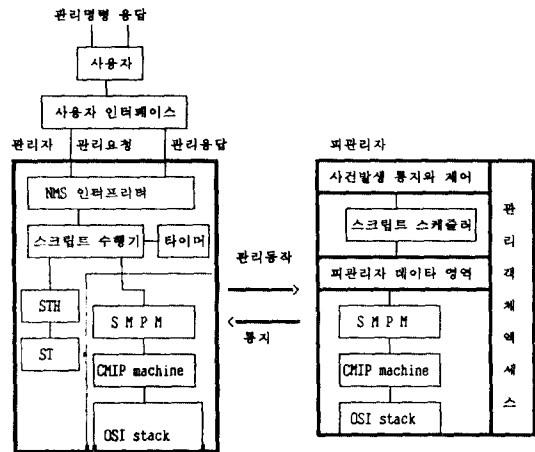 관리명령 응답
사용자
사용자 인터페이스
관리자 관리요청 관리응답
NMS 인터프리터
스크립트 수행기
타이머
STH
ST
S M P M
CMIP machine
OSI stack
관리동작
통지
피관리자
사건발생 통지와 제어
스크립트 스케쥴러
피관리자 데이타 영역
S M P M
CMIP machine
OSI stack
관리객체엑세스